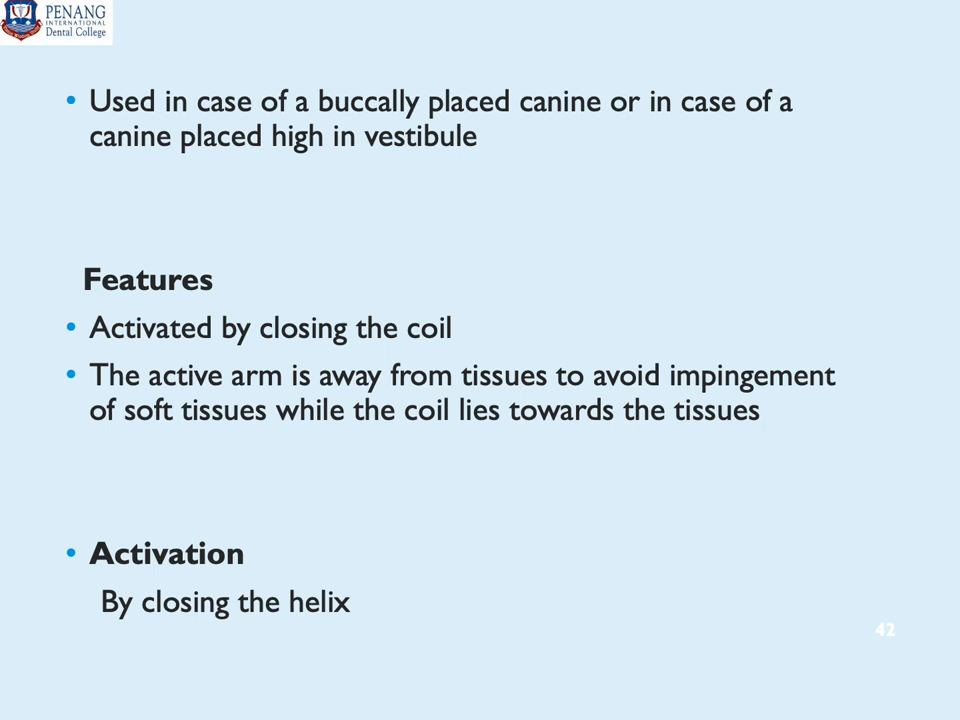 PENANG
INTERNATIONAL
Dental College
• Used in case of a buccally placed canine or in case of a
canine placed high in vestibule
Features
• Activated by closing the coil
• The active arm is away from tissues to avoid impingement
of soft tissues while the coil lies towards the tissues
• Activation
By closing the helix
42